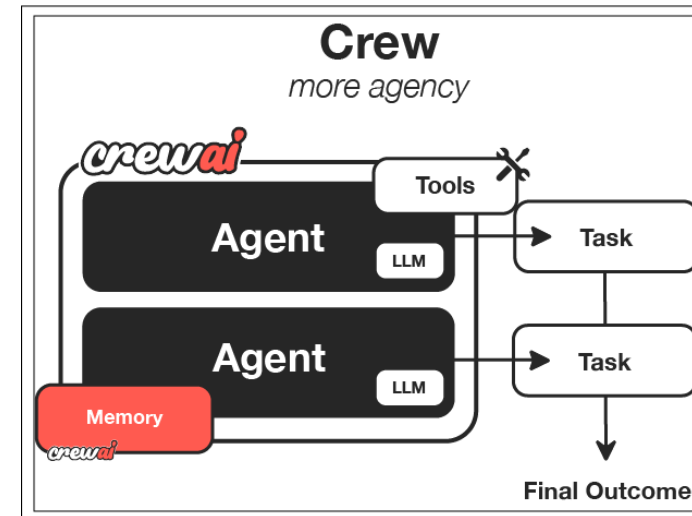 Crew
more agency
crewai
Tools
Agent
LLM
Task
Agent
LLM
Task
Memory
crewai
Final Outcome